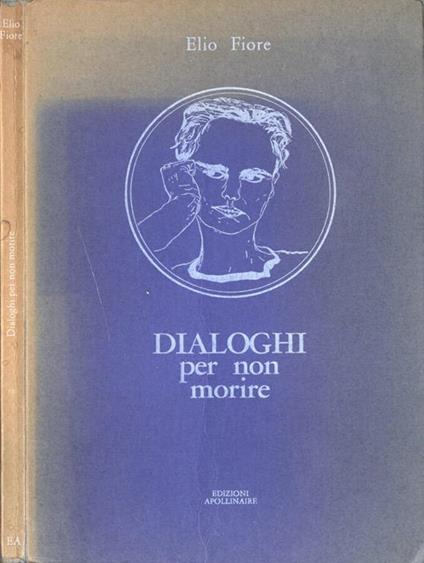 Elio
Fiore
Dialoghi per non morire
EA
Elio Fiore
DIALOGHI
per non
morire
EDIZIONI
APOLLINAIRE